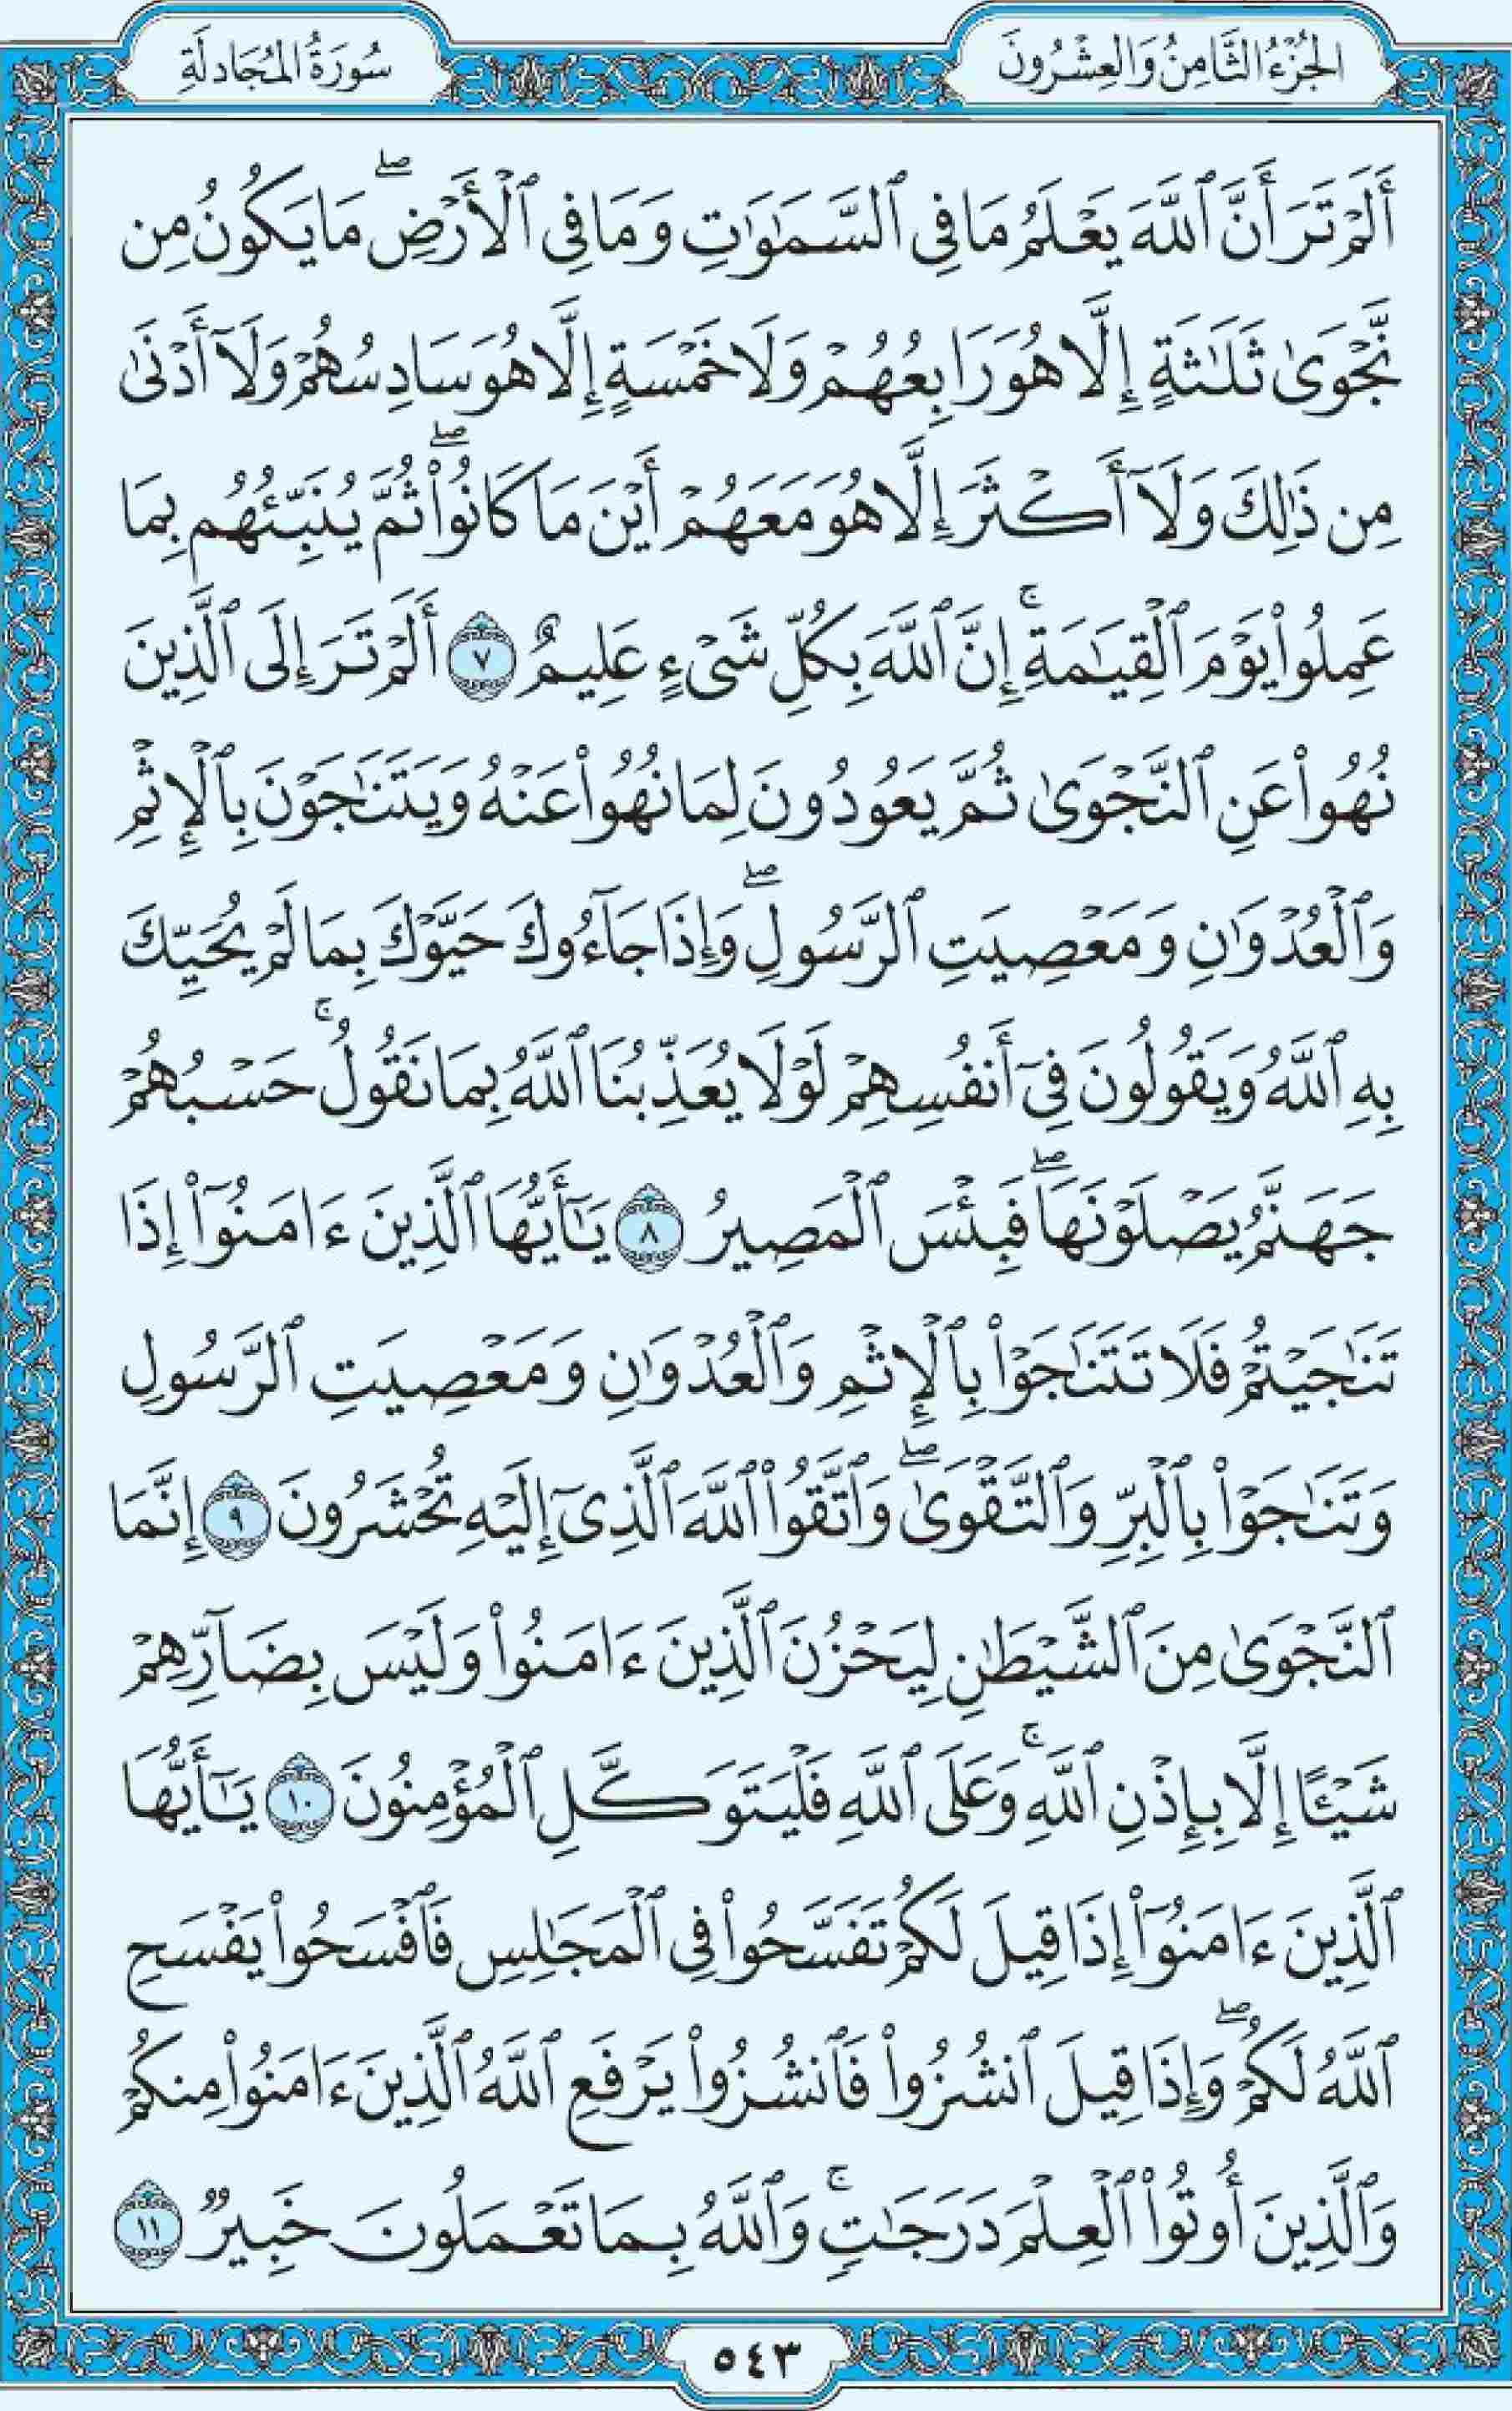 الجُزْءُ الثَّامِنُ وَالعِشْرُونَ
سُورَةُ المُجَادلَةِ
أَلَمْ تَرَ أَنَّ ٱللَّهَ يَعْلَمُ مَا فِى ٱلسَّمَٰوَٰتِ وَمَا فِى ٱلْأَرْضِ ۖ مَا يَكُونُ مِن
نَّجْوَىٰ ثَلَٰثَةٍ إِلَّا هُوَ رَابِعُهُمْ وَلَا خَمْسَةٍ إِلَّا هُوَ سَادِسُهُمْ وَلَآ أَدْنَىٰ
مِن ذَٰلِكَ وَلَآ أَكْثَرَ إِلَّا هُوَ مَعَهُمْ أَيْنَ مَا كَانُوا۟ ۖ ثُمَّ يُنَبِّئُهُم بِمَا
عَمِلُوا۟ يَوْمَ ٱلْقِيَٰمَةِ ۚ إِنَّ ٱللَّهَ بِكُلِّ شَىْءٍ عَلِيمٌ ٧ أَلَمْ تَرَ إِلَى ٱلَّذِينَ
نُهُوا۟ عَنِ ٱلنَّجْوَىٰ ثُمَّ يَعُودُونَ لِمَا نُهُوا۟ عَنْهُ وَيَتَنَٰجَوْنَ بِٱلْإِثْمِ
وَٱلْعُدْوَٰنِ وَمَعْصِيَتِ ٱلرَّسُولِ ۖ وَإِذَا جَآءُوكَ حَيَّوْكَ بِمَا لَمْ يُحَيِّكَ
بِهِ ٱللَّهُ وَيَقُولُونَ فِىٓ أَنفُسِهِمْ لَوْلَا يُعَذِّبُنَا ٱللَّهُ بِمَا نَقُولُ ۚ حَسْبُهُمْ
جَهَنَّمُ يَصْلَوْنَهَا ۖ فَبِئْسَ ٱلْمَصِيرُ ٨ يَٰٓأَيُّهَا ٱلَّذِينَ ءَامَنُوٓا۟ إِذَا
تَنَٰجَيْتُمْ فَلَا تَتَنَٰجَوْا۟ بِٱلْإِثْمِ وَٱلْعُدْوَٰنِ وَمَعْصِيَتِ ٱلرَّسُولِ
وَتَنَٰجَوْا۟ بِٱلْبِرِّ وَٱلتَّقْوَىٰ ۖ وَٱتَّقُوا۟ ٱللَّهَ ٱلَّذِىٓ إِلَيْهِ تُحْشَرُونَ ٩ إِنَّمَا
ٱلنَّجْوَىٰ مِنَ ٱلشَّيْطَٰنِ لِيَحْزُنَ ٱلَّذِينَ ءَامَنُوا۟ وَلَيْسَ بِضَآرِّهِمْ
شَيْـًٔا إِلَّا بِإِذْنِ ٱللَّهِ ۚ وَعَلَى ٱللَّهِ فَلْيَتَوَكَّلِ ٱلْمُؤْمِنُونَ ١٠ يَٰٓأَيُّهَا
ٱلَّذِينَ ءَامَنُوٓا۟ إِذَا قِيلَ لَكُمْ تَفَسَّحُوا۟ فِى ٱلْمَجَٰلِسِ فَٱفْسَحُوا۟ يَفْسَحِ
ٱللَّهُ لَكُمْ ۖ وَإِذَا قِيلَ ٱنشُزُوا۟ فَٱنشُزُوا۟ يَرْفَعِ ٱللَّهُ ٱلَّذِينَ ءَامَنُوا۟ مِنكُمْ
وَٱلَّذِينَ أُوتُوا۟ ٱلْعِلْمَ دَرَجَٰتٍ ۚ وَٱللَّهُ بِمَا تَعْمَلُونَ خَبِيرٌ ١١
٥٤٣